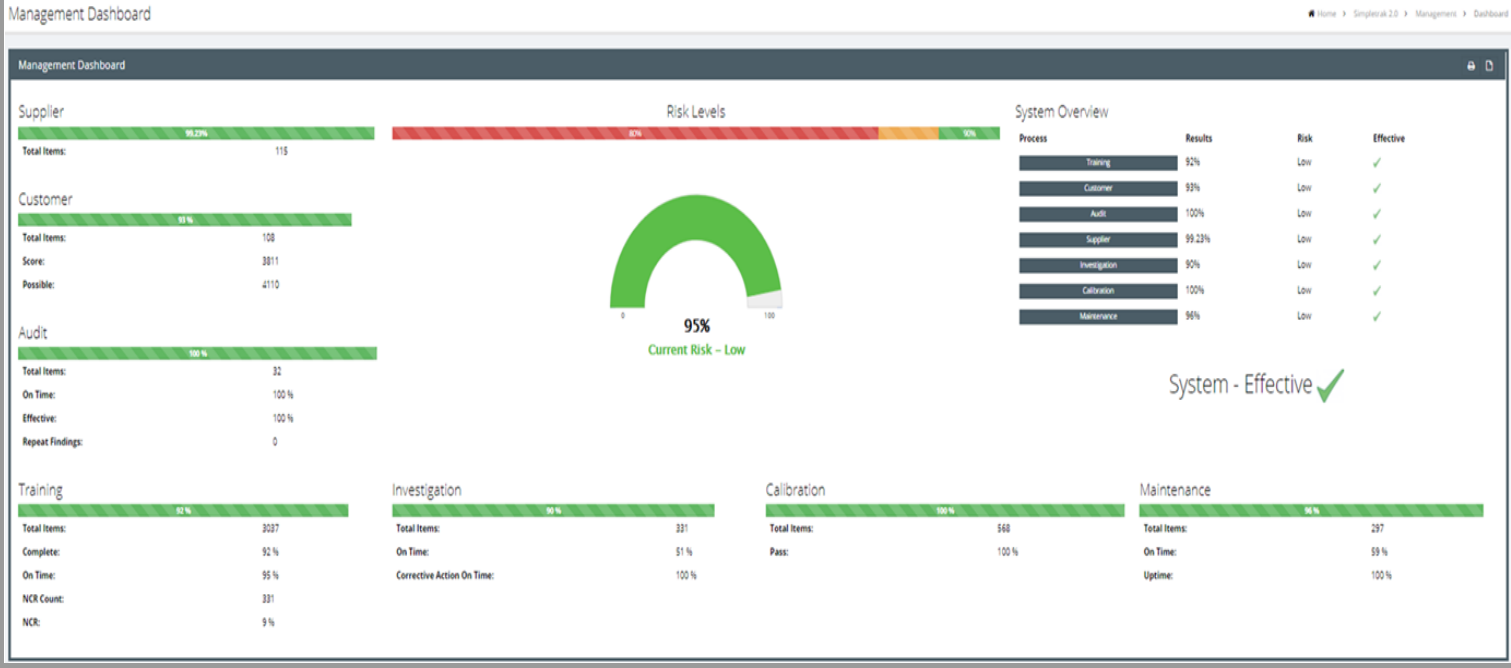 Management Dashboard
Home > Simpletrak 2.0 > Management > Dashboard
Management Dashboard
Supplier
99.23%
Total Items: 115
Customer
93 %
Total Items: 108
Score: 3811
Possible: 4110
Audit
100 %
Total Items: 32
On Time: 100 %
Effective: 100 %
Repeat Findings: 0
Risk Levels
80% 90%
0 100
95%
Current Risk – Low
System Overview
Process Results Risk Effective
Training 92% Low
Customer 93% Low
Audit 100% Low
Supplier 99.23% Low
Investigation 90% Low
Calibration 100% Low
Maintenance 96% Low
System - Effective
Training
92 %
Total Items: 3037
Complete: 92 %
On Time: 95 %
NCR Count: 331
NCR: 9 %
Investigation
90 %
Total Items: 331
On Time: 51 %
Corrective Action On Time: 100 %
Calibration
100 %
Total Items: 568
Pass: 100 %
Maintenance
96 %
Total Items: 297
On Time: 59 %
Uptime: 100 %